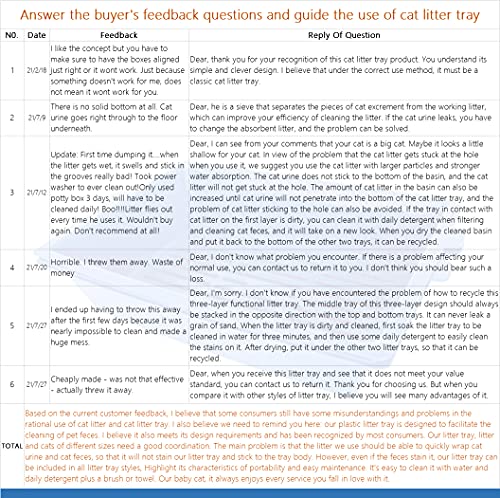 Answer the buyer's feedback questions and guide the use of cat litter tray
N0. Date Feedback Reply Of Question
1
21/2/18
I like the concept but you have to
make sure to have the boxes aligned
just right or it wont work. Just because
something doesn't work for me, does
not mean it wont work for you.
Dear, thank you for your recognition of this cat litter tray product. You understand its
simple and clever design. I believe that under the correct use method, it must be a
classic cat litter tray.
2
21/7/9
There is no solid bottom at all. Cat
urine goes right through to the floor
underneath.
Dear, he is a sieve that separates the pieces of cat excrement from the working litter,
which can improve your efficiency of cleaning the litter. If the cat urine leaks, you have
to change the absorbent litter, and the problem can be solved.
3
21/7/12
Update: First time dumping it....when
the litter gets wet, it swells and stick in
the grooves really bad! Took power
washer to ever clean out!Only used
potty box 3 days, will have to be
cleaned daily! Boo!!!!Litter flies out
every time he uses it. Wouldn't buy
again. Don't recommend at all!
Dear, I can see from your comments that your cat is a big cat. Maybe it looks a little
shallow for your cat. In view of the problem that the cat litter gets stuck at the hole
when you use it, we suggest you use the cat litter with larger particles and stronger
water absorption. The cat urine does not stick to the bottom of the basin, and the cat
litter will not get stuck at the hole. The amount of cat litter in the basin can also be
increased until cat urine will not penetrate into the bottom of the cat litter tray, and the
problem of cat litter sticking to the hole can also be avoided. If the tray in contact with
cat litter on the first layer is dirty, you can clean it with daily detergent when filtering
and cleaning cat feces, and it will take on a new look. When you dry the cleaned basin
and put it back to the bottom of the other two trays, it can be recycled.
4
21/7/20
Horrible. I threw them away. Waste of
money
Dear, I don't know what problem you encounter. If there is a problem affecting your
normal use, you can contact us to return it to you. I don't think you should bear such a
loss.
5
21/7/27
I ended up having to throw this away
after the first few days because it was
nearly impossible to clean and made a
huge mess.
Dear, I'm sorry. I don't know if you have encountered the problem of how to recycle this
three-layer functional litter tray. The middle tray of this three-layer design should always
be stacked in the opposite direction with the top and bottom trays. It can never leak a
grain of sand. When the litter tray is dirty and cleaned, first soak the litter tray to be
cleaned in water for three minutes, and then use some daily detergent to easily clean
the stains on it. After drying, put it under the other two litter trays, so that it can be
recycled.
6
21/7/27
Cheaply made - was not that effective
- actually threw it away
Dear, when you receive this litter tray and see that it does not meet your value
standard, you can contact us to return it. Thank you for choosing us. But when you
compare it with other styles of litter tray, I believe you will see many advantages of it.
TOTAL
Based on the current customer feedback, I believe that some consumers still have some misunderstandings and problems in the
rational use of cat litter and cat litter tray. I also believe we need to remind you here: our plastic litter tray is designed to facilitate the
cleaning of pet feces. I believe it also meets its design requirements and has been recognized by most consumers. Our litter tray, litter
and cats of different sizes need a good coordination. The main problem is that the litter we use should be able to quickly wrap cat
urine and cat feces, so that it will not stain our litter tray and stick to the tray body. However, even if the feces stain it, our litter tray can
be included in all litter tray styles, Highlight its characteristics of portability and easy maintenance. It's easy to clean it with water and
daily detergent plus a brush or towel. Our baby cat, it always enjoys every service you fall in love with it.